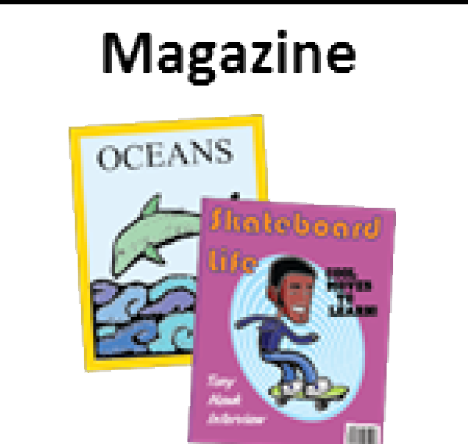 Magazine
OCEANS
Skateboard
Life
COOL
MOVES
TO
LEARN!
Tony
Hawk
Interview